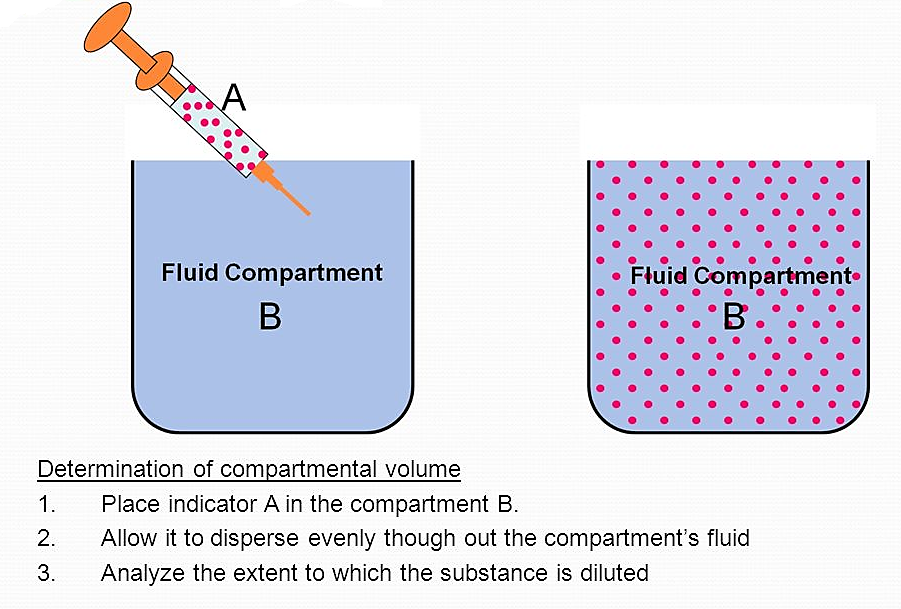 A
Fluid Compartment
B
Fluid Compartment
B
Determination of compartmental volume
1. Place indicator A in the compartment B.
2. Allow it to disperse evenly though out the compartment's fluid
3. Analyze the extent to which the substance is diluted